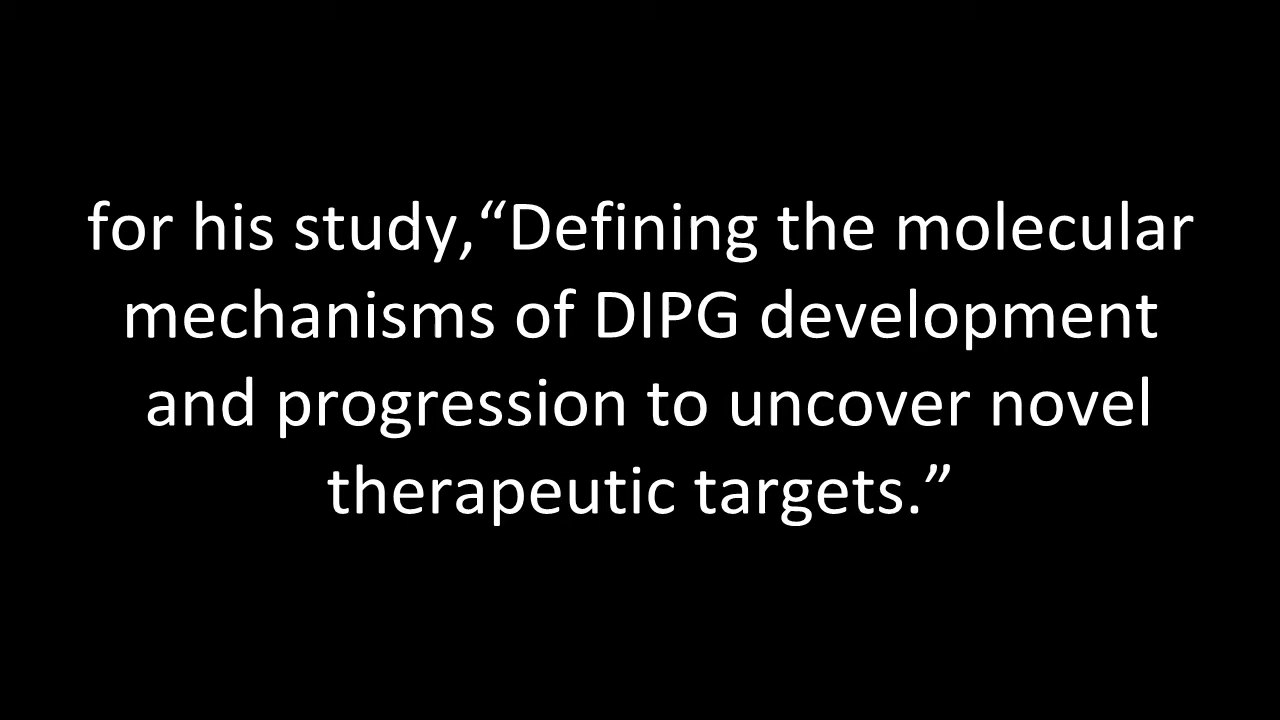 for his study,“Defining the molecular
mechanisms of DIPG development
and progression to uncover novel
therapeutic targets.”